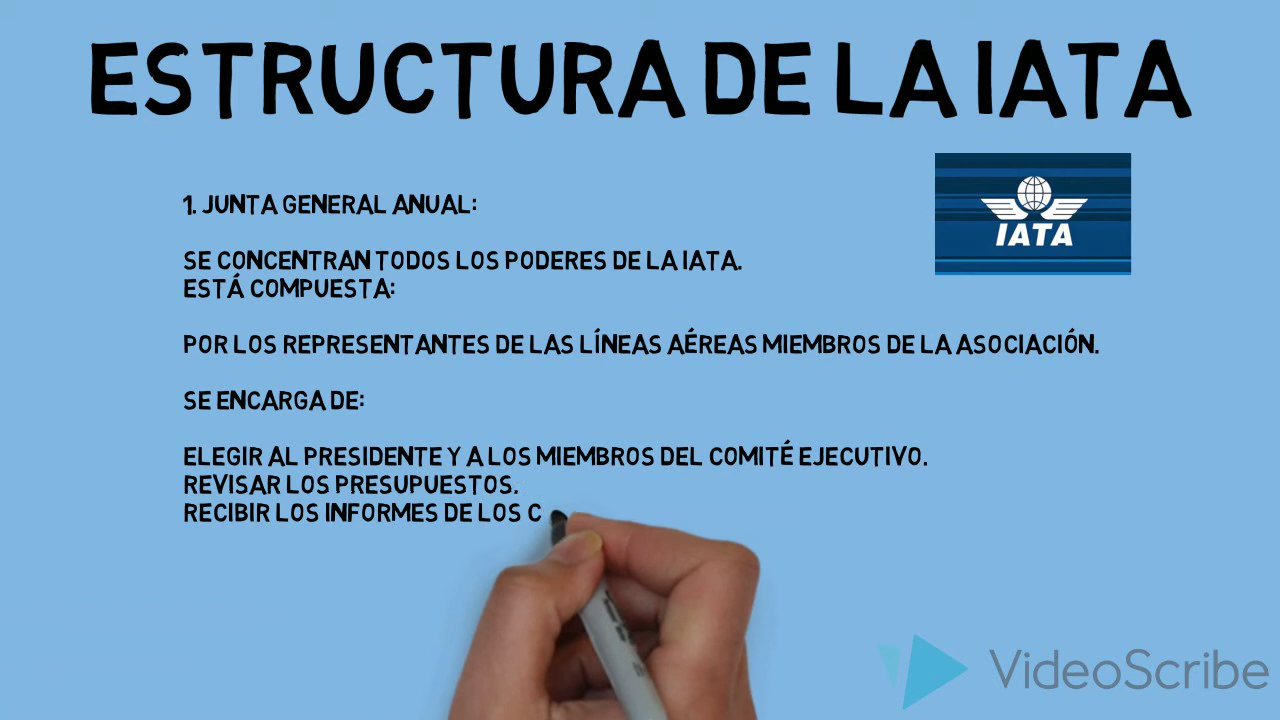 ESTRUCTURA DE LA IATA
IATA
1. JUNTA GENERAL ANUAL:
SE CONCENTRAN TODOS LOS PODERES DE LA IATA.
ESTÁ COMPUESTA:
POR LOS REPRESENTANTES DE LAS LÍNEAS AÉREAS MIEMBROS DE LA ASOCIACIÓN.
SE ENCARGA DE:
ELEGIR AL PRESIDENTE Y A LOS MIEMBROS DEL COMITÉ EJECUTIVO.
REVISAR LOS PRESUPUESTOS.
RECIBIR LOS INFORMES DE LOS C
VideoScribe